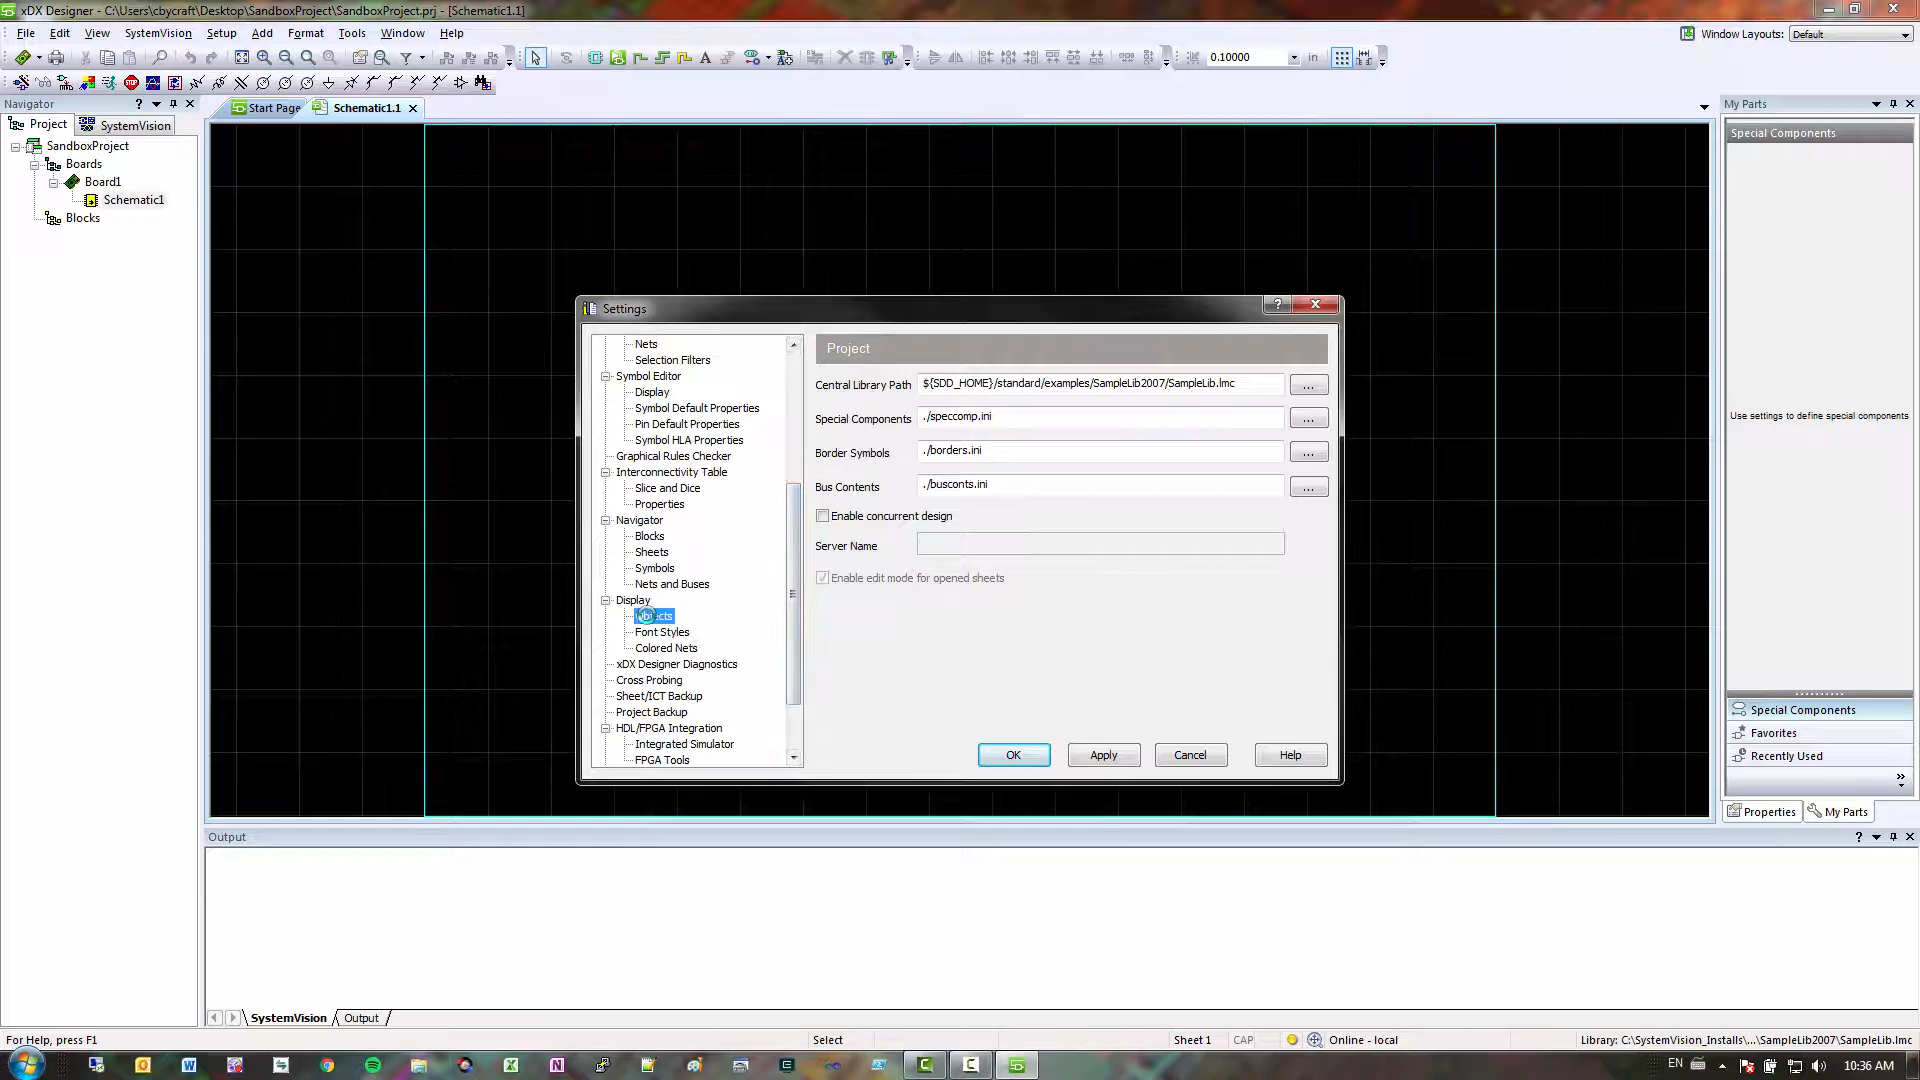 xDX Designer - C:\Users\cbycraft\Desktop\SandboxProject\SandboxProject.prj - [Schematic1.1]
File Edit View SystemVision Setup Add Format Tools Window Help
Window Layouts: Default
0.10000 in
Navigator
Project SystemVision
SandboxProject
Boards
Board1
Schematic1
Blocks
Start Page Schematic1.1
My Parts
Special Components
Use settings to define special components
Special Components
Favorites
Recently Used
Properties My Parts
Settings
Nets
Selection Filters
Symbol Editor
Display
Symbol Default Properties
Pin Default Properties
Symbol HLA Properties
Graphical Rules Checker
Interconnectivity Table
Slice and Dice
Properties
Navigator
Blocks
Sheets
Symbols
Nets and Buses
Display
Font Styles
Colored Nets
xDX Designer Diagnostics
Cross Probing
Sheet/ICT Backup
Project Backup
HDL/FPGA Integration
Integrated Simulator
FPGA Tools
Project
Central Library Path ${SDD_HOME}/standard/examples/SampleLib2007/SampleLib.lmc ...
Special Components ./speccomp.ini ...
Border Symbols ./borders.ini ...
Bus Contents ./busconts.ini ...
Enable concurrent design
Server Name
Enable edit mode for opened sheets
OK Apply Cancel Help
Output
SystemVision Output
For Help, press F1 Select Sheet 1 CAP Online - local Library: C:\SystemVision_Installs\...\SampleLib2007\SampleLib.lmc
EN 10:36 AM